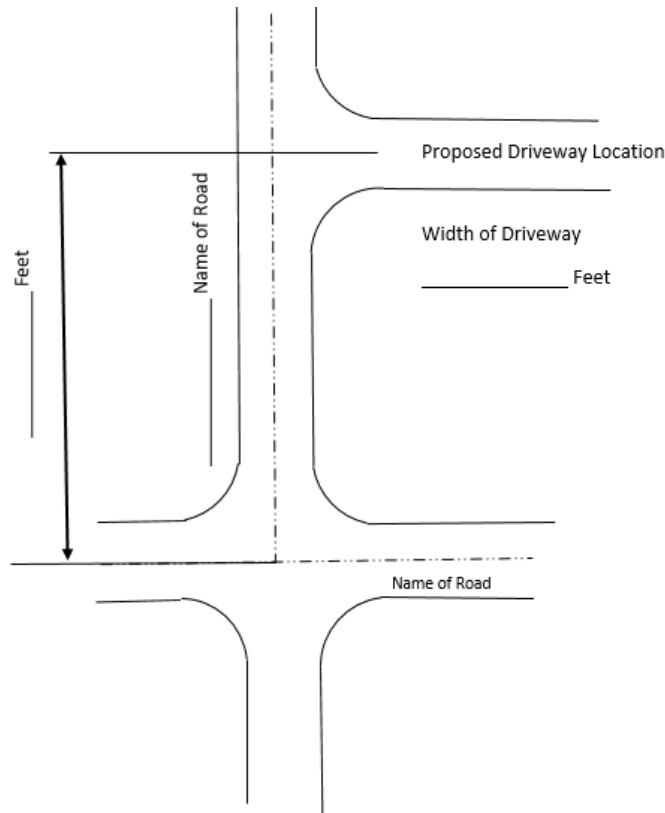 Proposed Driveway Location
Feet
Name of Road
Width of Driveway
Feet
Name of Road